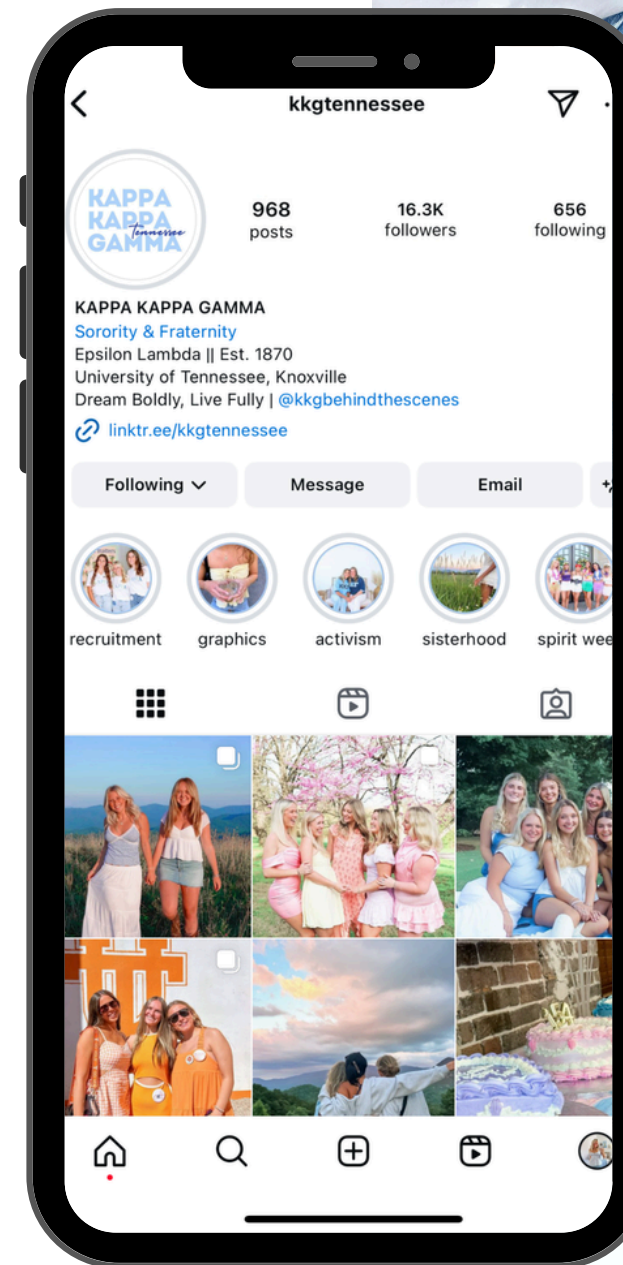 kkgtennessee
KAPPA
KAPPA
Tennessee
GAMMA
968
posts
16.3K
followers
656
following
KAPPA KAPPA GAMMA
Sorority & Fraternity
Epsilon Lambda || Est. 1870
University of Tennessee, Knoxville
Dream Boldly, Live Fully | @kkgbehindthescenes
linktr.ee/kkgtennessee
Following
Message
Email
recruitment
graphics
activism
sisterhood
spirit wee